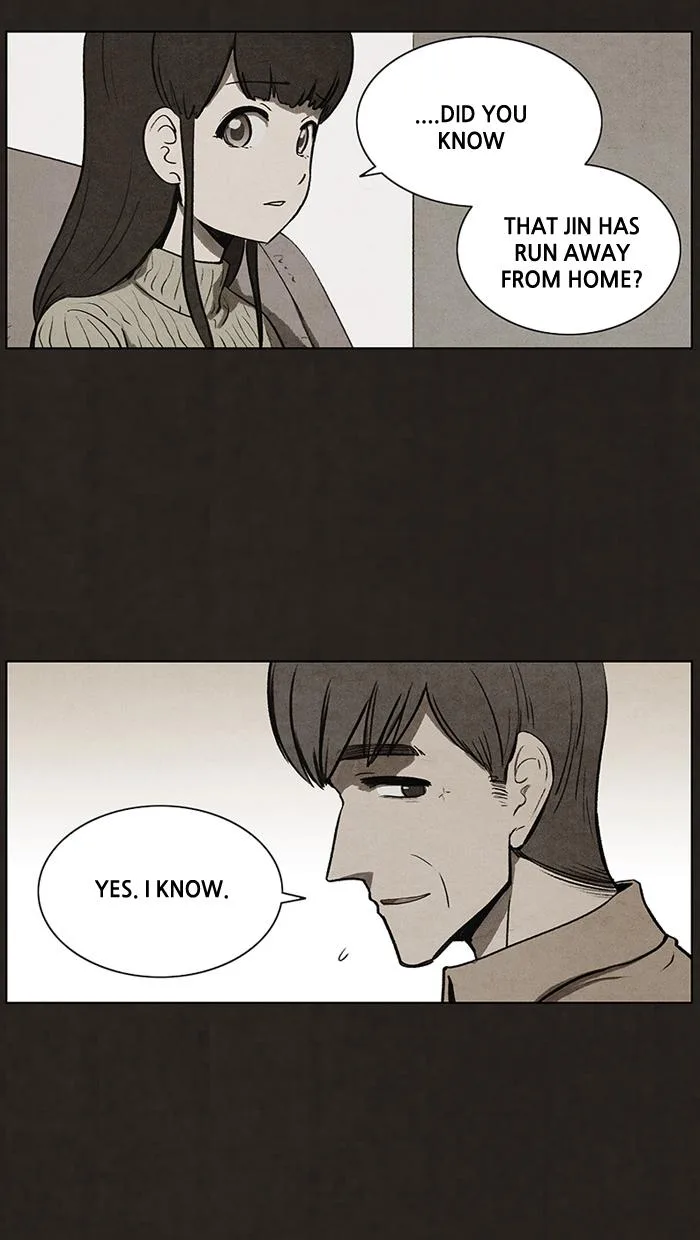 ....DID YOU
KNOW
THAT JIN HAS
RUN AWAY
FROM HOME?
YES. I KNOW.